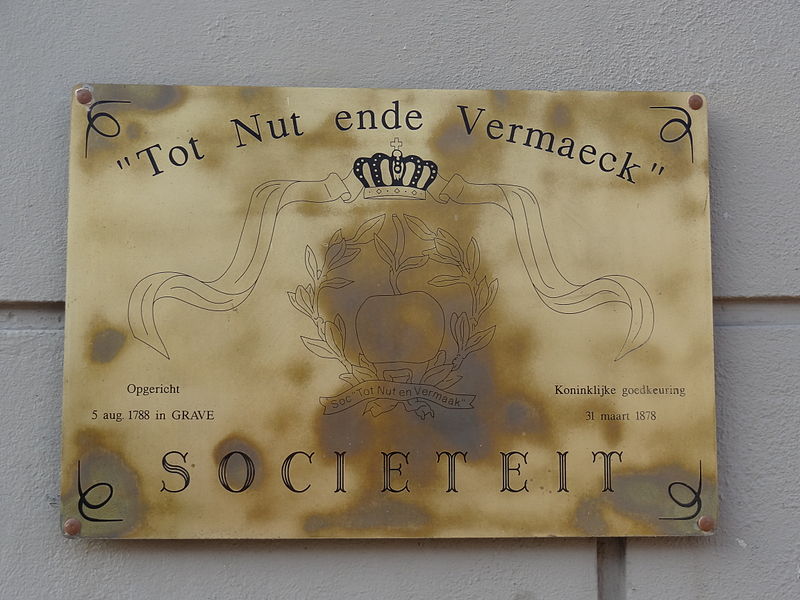 "Tot Nut ende Vermaeck"
Opgericht
5 aug. 1788 in GRAVE
Koninklijke goedkeuring
31 maart 1878
Soc "Tot Nut en Vermaak"
SOCIETEIT